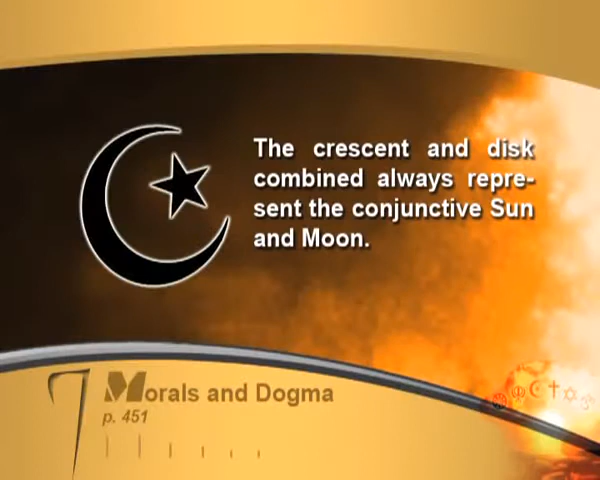 The crescent and disk
combined always repre-
sent the conjunctive Sun
and Moon.
Morals and Dogma
p. 451